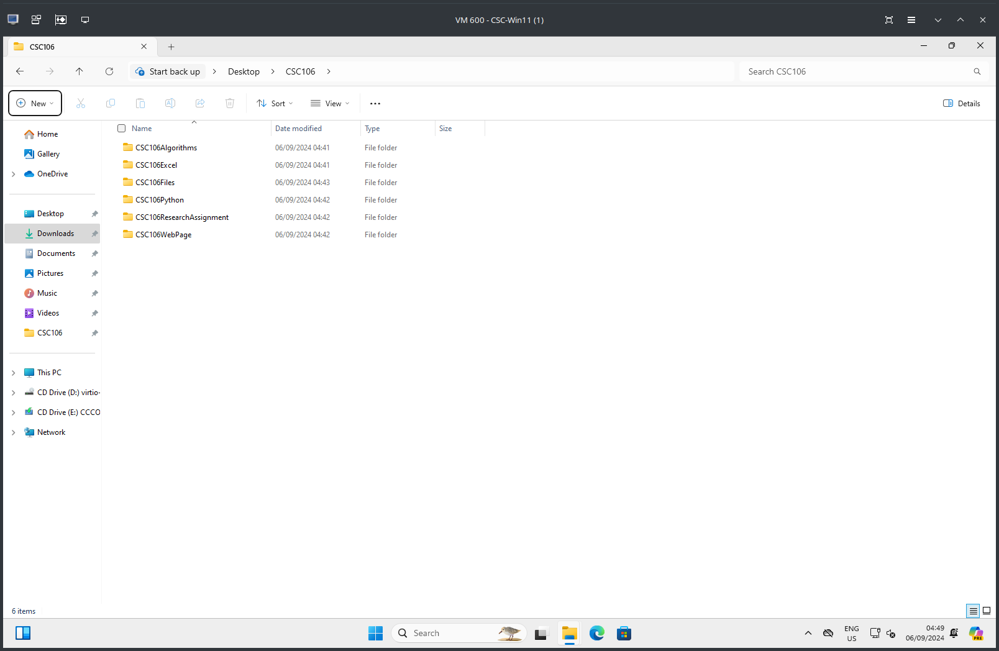 VM 600 - CSC-Win11 (1)
CSC106
Start back up > Desktop > CSC106 >
Search CSC106
New
Sort
View
Details
Name Date modified Type Size
CSC106Algorithms 06/09/2024 04:41 File folder
CSC106Excel 06/09/2024 04:41 File folder
CSC106Files 06/09/2024 04:43 File folder
CSC106Python 06/09/2024 04:42 File folder
CSC106ResearchAssignment 06/09/2024 04:42 File folder
CSC106WebPage 06/09/2024 04:42 File folder
Home
Gallery
OneDrive
Desktop
Downloads
Documents
Pictures
Music
Videos
CSC106
This PC
CD Drive (D:) virtio-
CD Drive (E:) CCCO
Network
6 items
Search
ENG
US
04:49
06/09/2024
PRE